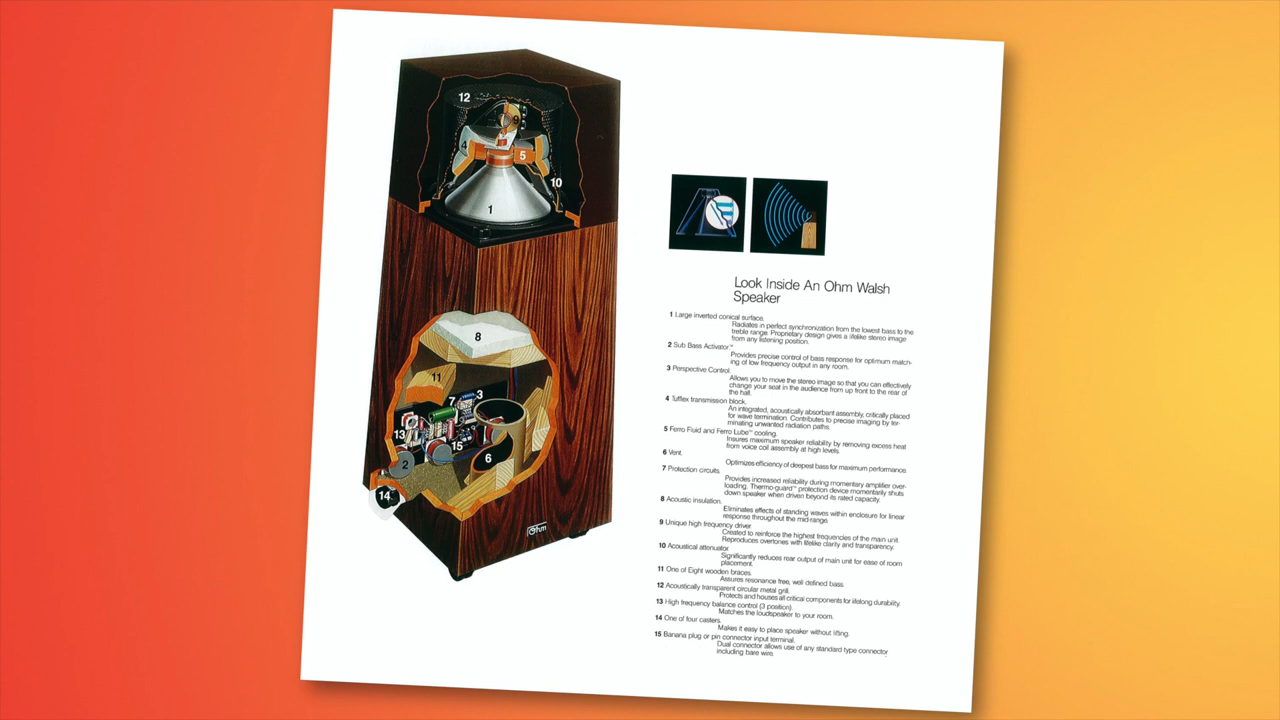 12
4
5
10
1
8
11
7
3
13
15
2
6
14
Ohm
Look Inside An Ohm Walsh
Speaker
1 Large inverted conical surface.
Radiates in perfect synchronization from the lowest bass to the
treble range. Proprietary design gives a lifelike stereo image
from any listening position.
2 Sub Bass Activator™
Provides precise control of bass response for optimum match-
ing of low frequency output in any room.
3 Perspective Control.
Allows you to move the stereo image so that you can effectively
change your seat in the audience from up front to the rear of
the hall.
4 Tufflex transmission block.
An integrated, acoustically absorbant assembly, critically placed
for wave termination. Contributes to precise imaging by ter-
minating unwanted radiation paths.
5 Ferro Fluid and Ferro Lube™ cooling.
Insures maximum speaker reliability by removing excess heat
from voice coil assembly at high levels.
6 Vent.
Optimizes efficiency of deepest bass for maximum performance.
7 Protection circuits.
Provides increased reliability during momentary amplifier over-
loading. Thermo-guard™ protection device momentarily shuts
down speaker when driven beyond its rated capacity.
8 Acoustic insulation.
Eliminates effects of standing waves within enclosure for linear
response throughout the mid-range.
9 Unique high frequency driver.
Created to reinforce the highest frequencies of the main unit.
Reproduces overtones with lifelike clarity and transparency.
10 Acoustical attenuator.
Significantly reduces rear output of main unit for ease of room
placement.
11 One of Eight wooden braces.
Assures resonance free, well defined bass.
12 Acoustically transparent circular metal grill.
Protects and houses all critical components for lifelong durability.
13 High frequency balance control (3 position).
Matches the loudspeaker to your room.
14 One of four casters.
Makes it easy to place speaker without lifting.
15 Banana plug or pin connector input terminal.
Dual connector allows use of any standard type connector
including bare wire.